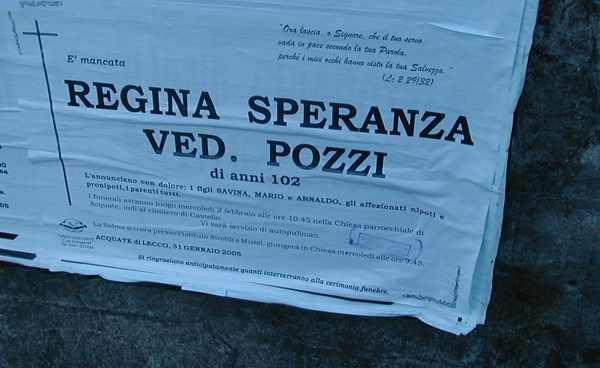 "Ora lascia, o Signore, che il tuo servo
vada in pace secondo la tua Parola,
perché i miei occhi hanno visto la tua Salvezza."
(Lc 2,29/32)
E' mancata
REGINA SPERANZA
VED. POZZI
di anni 102
L'annunciano con dolore: i figli SAVINA, MARIO e ARNALDO, gli affezionati nipoti e
pronipoti, i parenti tutti.
I funerali avranno luogo mercoledì 2 febbraio alle ore 10.45 nella Chiesa parrocchiale di
Acquate; indi al cimitero di Castello.
Vi sarà servizio di autopullman.
La Salma si trova presso l'Istituto Airoldi e Muzzi, giungerà in Chiesa mercoledì alle ore 9.45.
ACQUATE di LECCO, 31 GENNAIO 2005
Si ringraziano anticipatamente quanti interverranno alla cerimonia funebre.